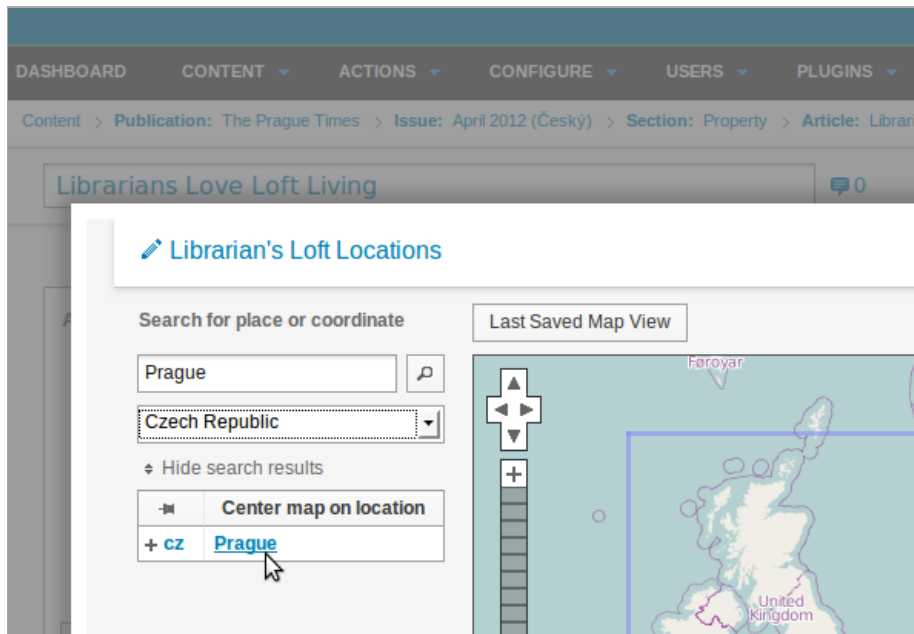 DASHBOARD CONTENT ACTIONS CONFIGURE USERS PLUGINS
Content > Publication: The Prague Times > Issue: April 2012 (Český) > Section: Property > Article: Librar
Librarians Love Loft Living 0
Librarian's Loft Locations
Search for place or coordinate
Last Saved Map View
Prague
Czech Republic
Hide search results
Center map on location
+ CZ Prague
Føroyar
United
Kingdom